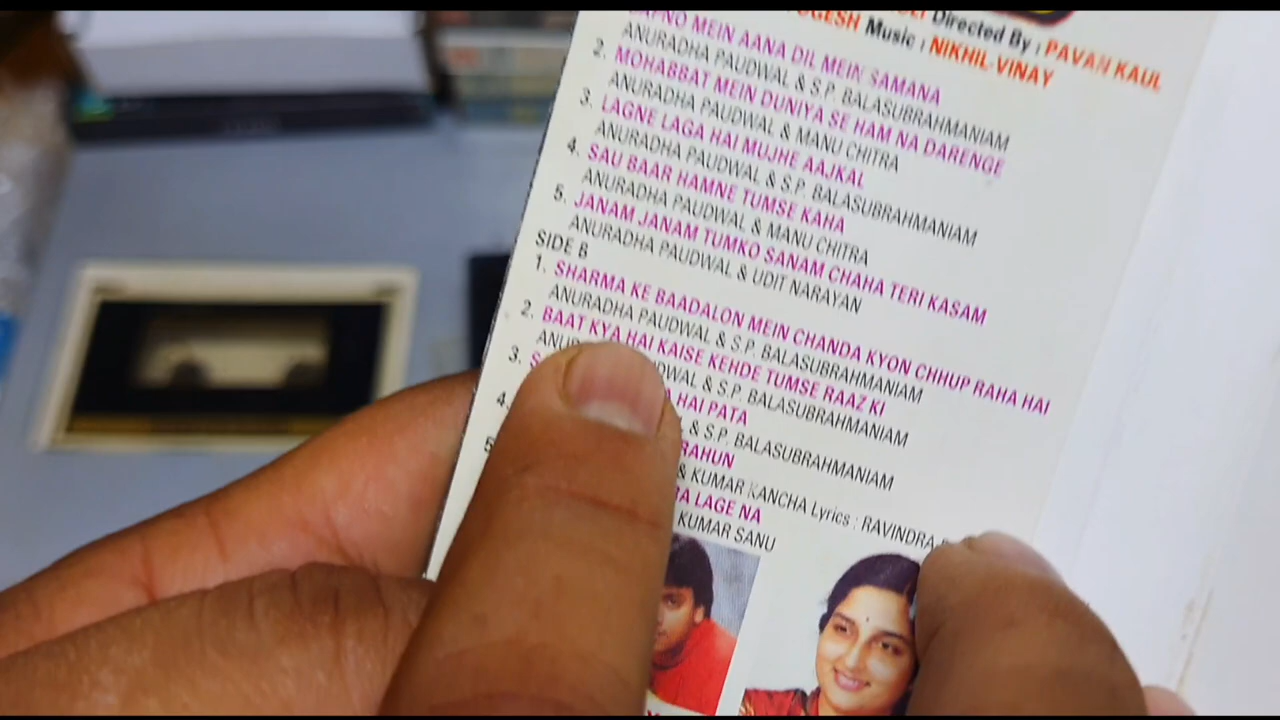 Directed By : PAVAN KAUL
Music : NIKHIL-VINAY
MEIN AANA DIL MEIN SAMANA
ANURADHA PAUDWAL & S.P. BALASUBRAHMANIAM
2. MOHABBAT MEIN DUNIYA SE HAM NA DARENGE
ANURADHA PAUDWAL & MANU CHITRA
3. LAGNE LAGA HAI MUJHE AAJKAL
ANURADHA PAUDWAL & S.P. BALASUBRAHMANIAM
4. SAU BAAR HAMNE TUMSE KAHA
ANURADHA PAUDWAL & MANU CHITRA
5. JANAM JANAM TUMKO SANAM CHAHA TERI KASAM
ANURADHA PAUDWAL & UDIT NARAYAN
SIDE B
1. SHARMA KE BAADALON MEIN CHANDA KYON CHHUP RAHA HAI
ANURADHA PAUDWAL & S.P. BALASUBRAHMANIAM
2. BAAT KYA HAI KAISE KEHDE TUMSE RAAZ KI
& S.P. BALASUBRAHMANIAM
3. HAI PATA
& S.P. BALASUBRAHMANIAM
4. RAHUN
& KUMAR KANCHA Lyrics : RAVINDRA
5 LAGE NA
KUMAR SANU